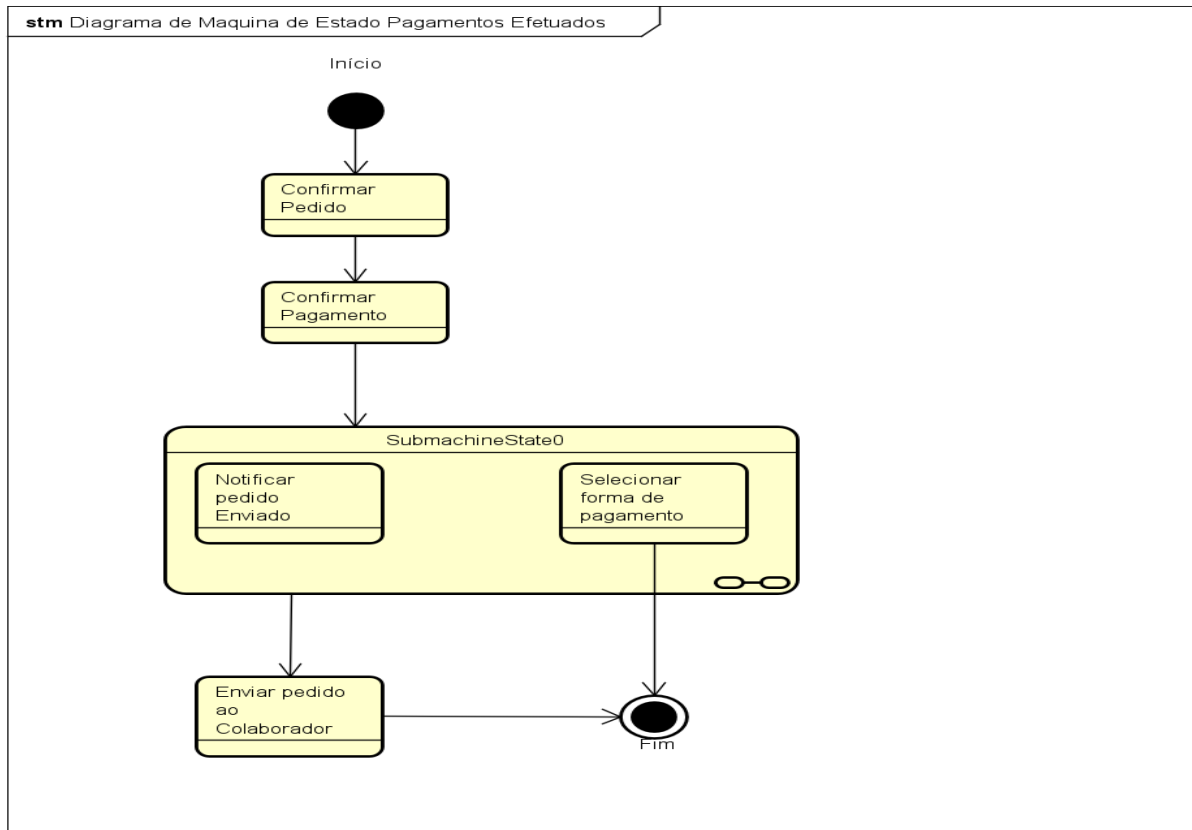 stm Diagrama de Maquina de Estado Pagamentos Efetuados
Início
Confirmar
Pedido
Confirmar
Pagamento
SubmachineState0
Notificar
pedido
Enviado
Selecionar
forma de
pagamento
Enviar pedido
ao
Colaborador
Fim